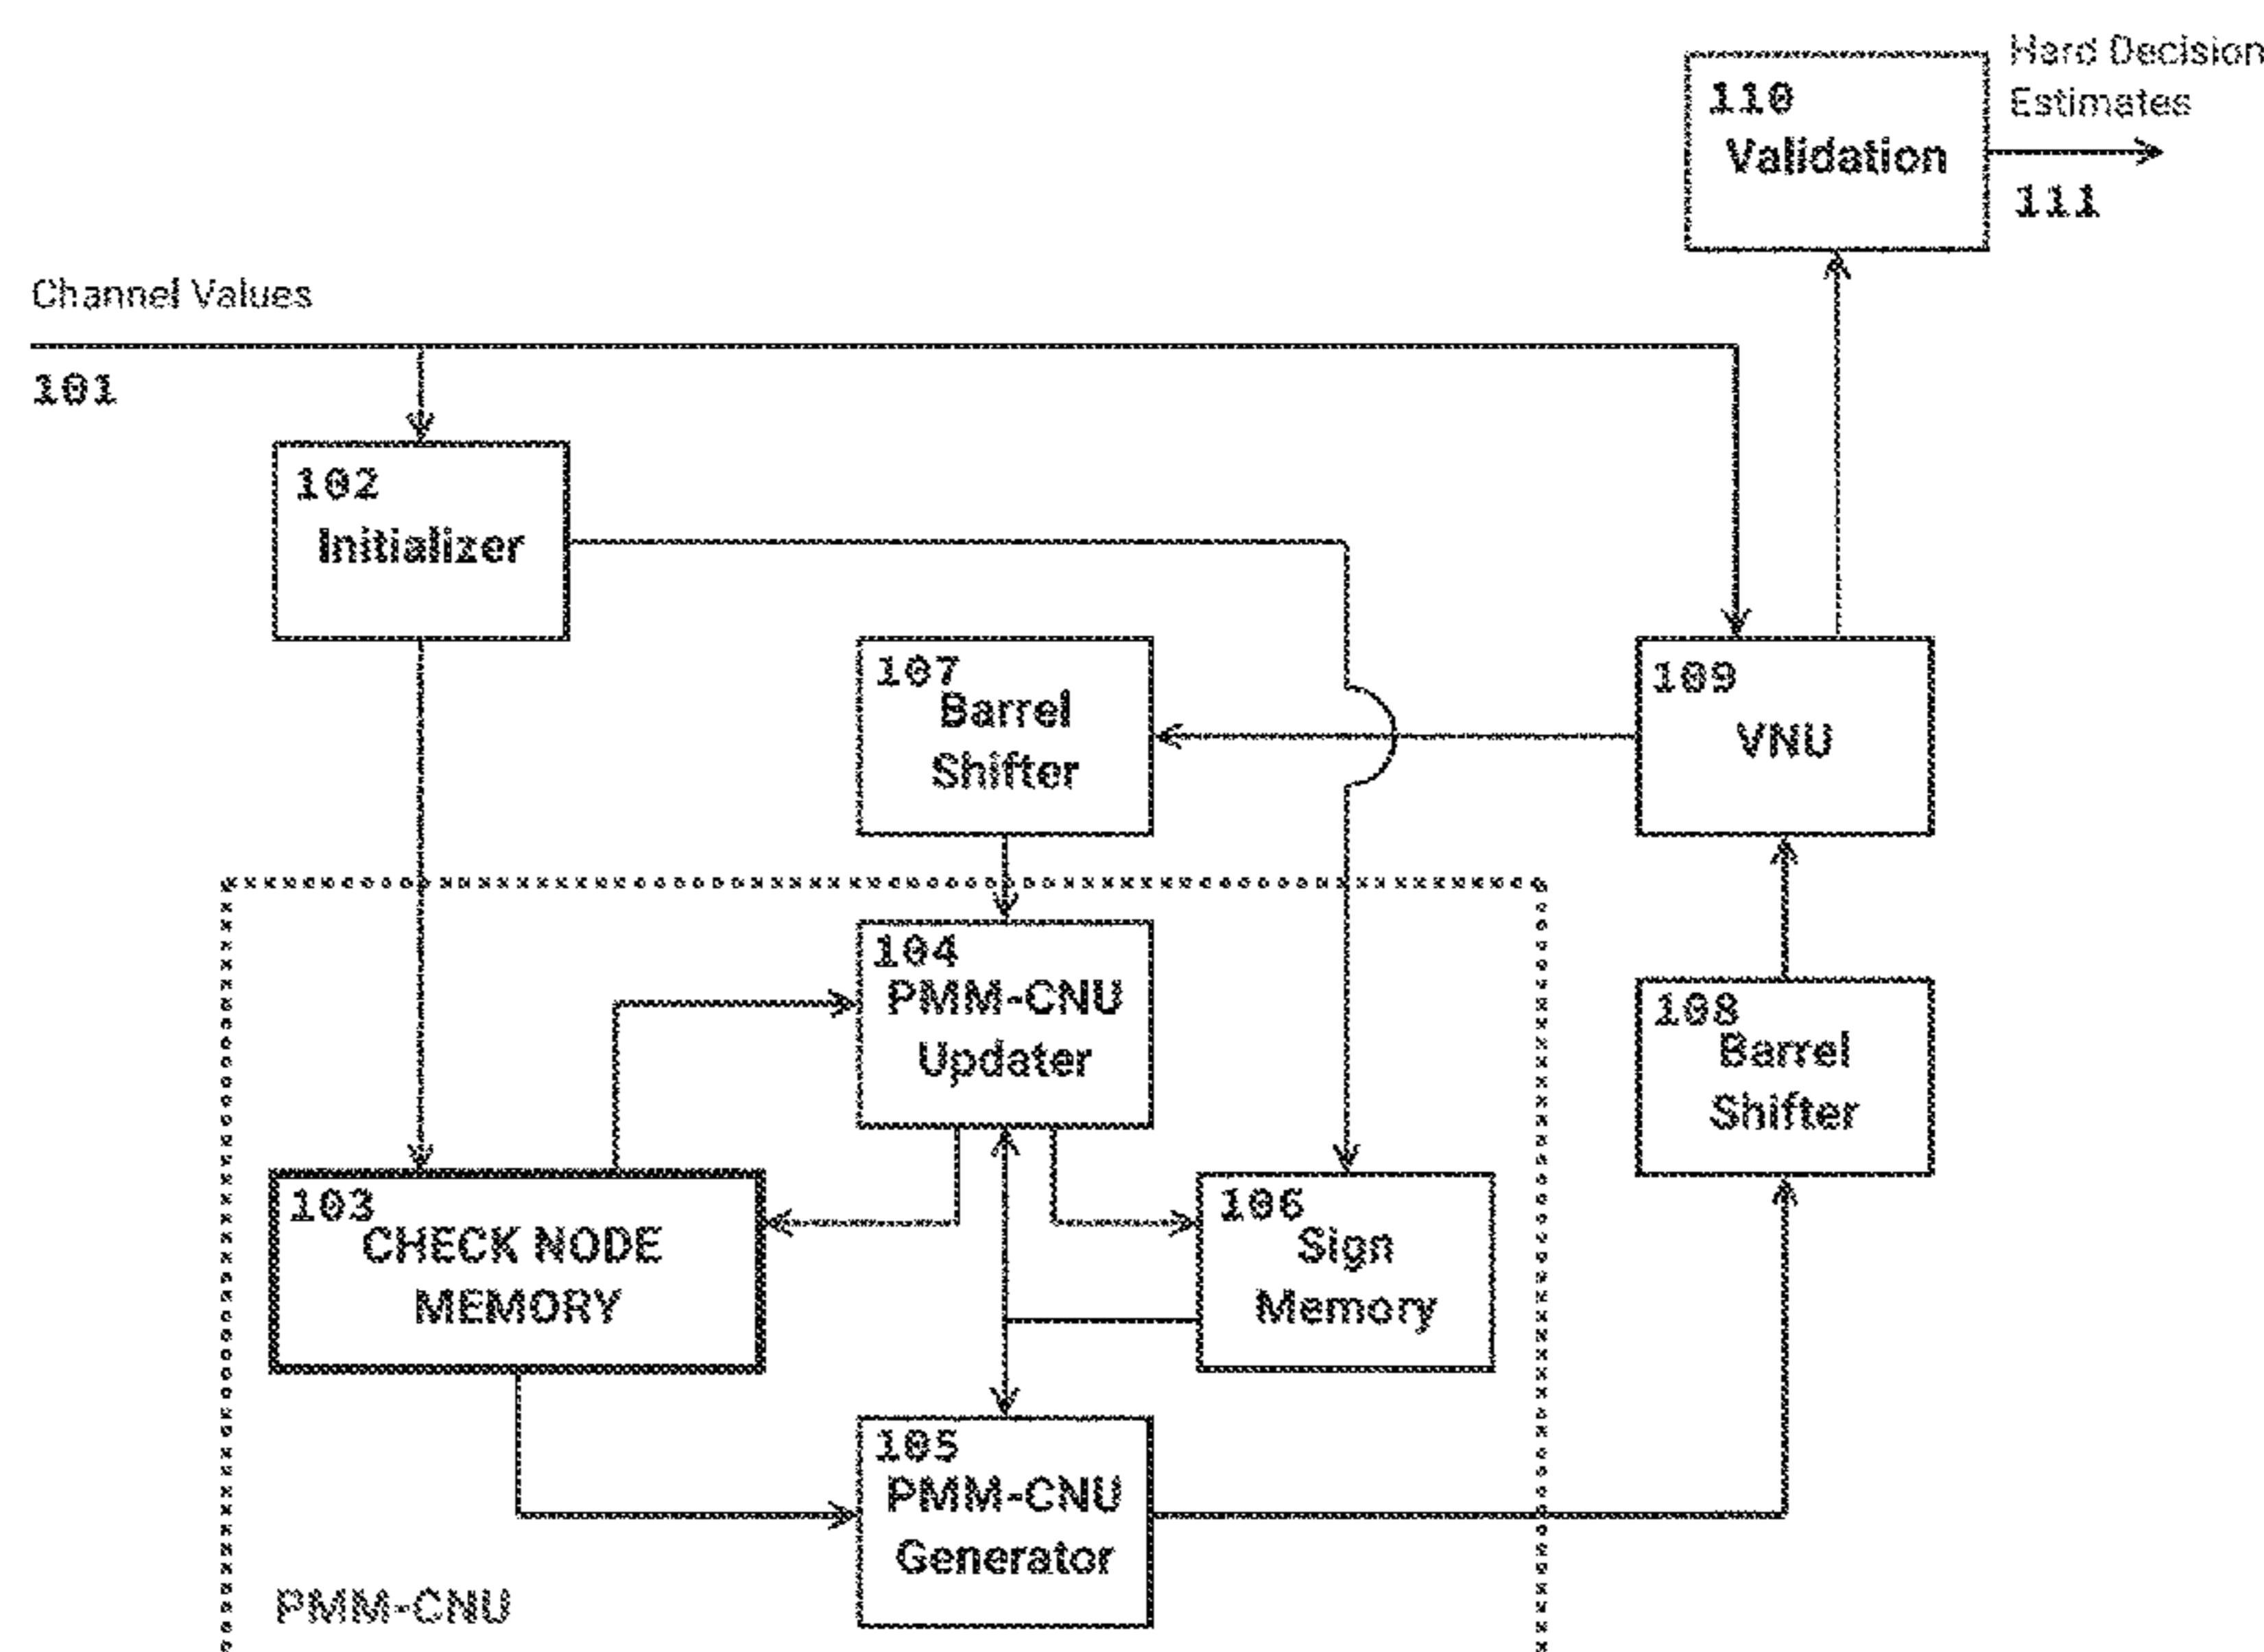 Hard Decision
Estimates
110
Validation
111
Channel Values
101
102
Initializer
107
Barrel
Shifter
109
VNU
104
PMM-CNU
Updater
108
Barrel
Shifter
103
CHECK NODE
MEMORY
106
Sign
Memory
105
PMM-CNU
Generator
PMM-CNU